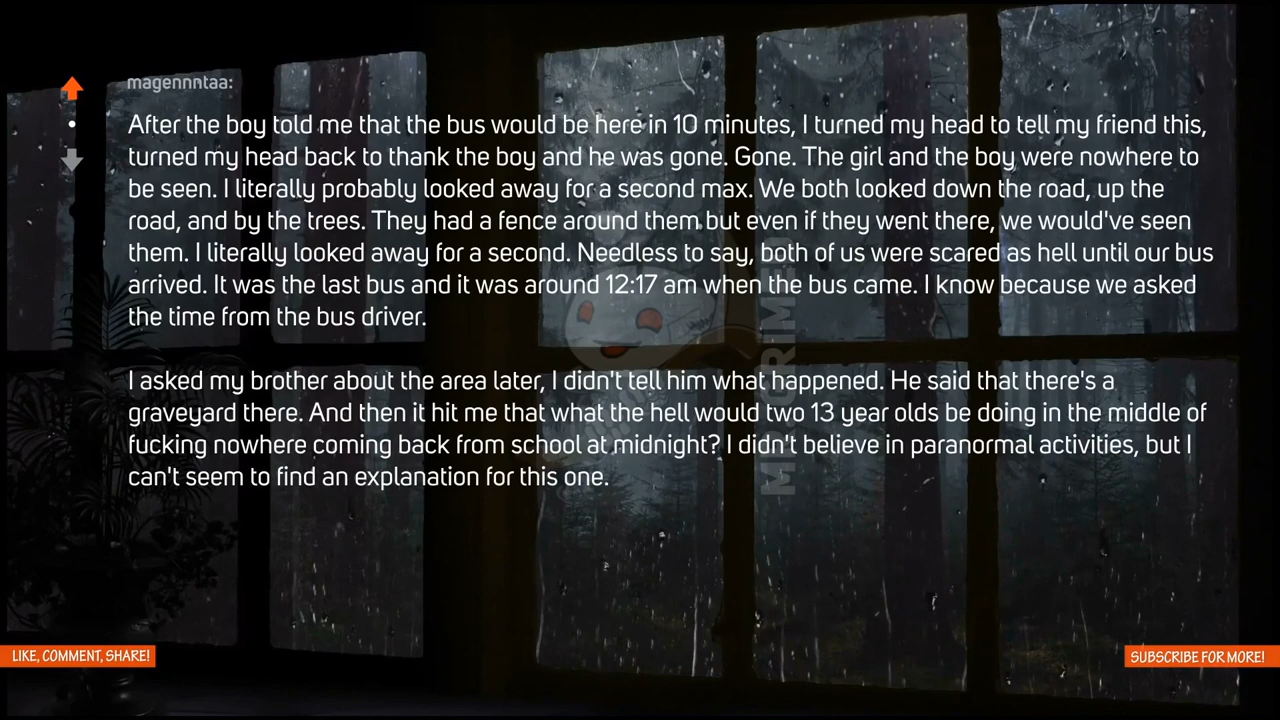 magennntaa:
After the boy told me that the bus would be here in 10 minutes, I turned my head to tell my friend this,
turned my head back to thank the boy and he was gone. Gone. The girl and the boy were nowhere to
be seen. I literally probably looked away for a second max. We both looked down the road, up the
road, and by the trees. They had a fence around them but even if they went there, we would've seen
them. I literally looked away for a second. Needless to say, both of us were scared as hell until our bus
arrived. It was the last bus and it was around 12:17 am when the bus came. I know because we asked
the time from the bus driver.
I asked my brother about the area later, I didn't tell him what happened. He said that there's a
graveyard there. And then it hit me that what the hell would two 13 year olds be doing in the middle of
fucking nowhere coming back from school at midnight? I didn't believe in paranormal activities, but I
can't seem to find an explanation for this one.
LIKE, COMMENT, SHARE!
SUBSCRIBE FOR MORE!